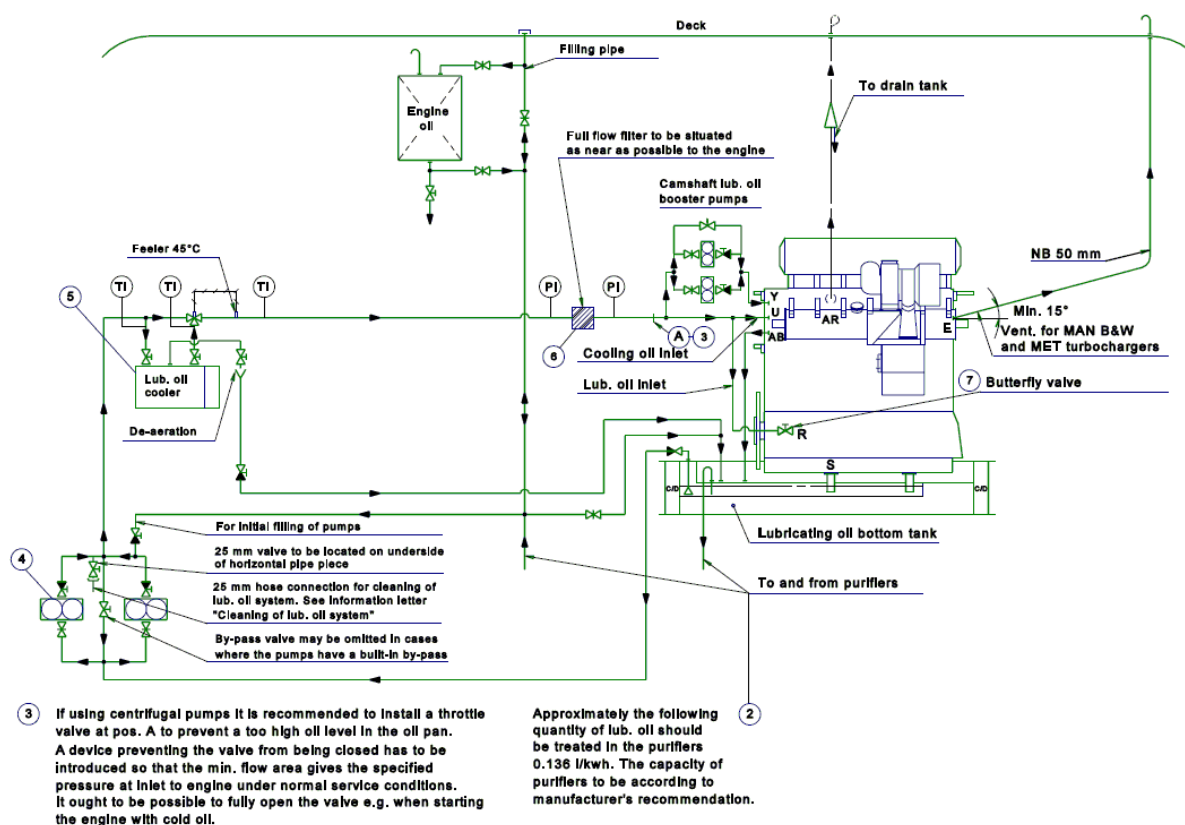 Deck
Filling pipe
To drain tank
Engine
oil
Full flow filter to be situated
as near as possible to the engine
Camshaft lub. oil
booster pumps
Feeler 45°C
NB 50 mm
TI
TI
TI
PI
PI
5
Y
U
AR
E
Min. 15°
A
3
AB
Vent. for MAN B&W
and MET turbochargers
6
Cooling oil inlet
Lub. oil
cooler
Lub. oil inlet
7
Butterfly valve
De-aeration
R
S
C/D
C/D
For initial filling of pumps
Lubricating oil bottom tank
25 mm valve to be located on underside
of horizontal pipe piece
4
25 mm hose connection for cleaning of
lub. oil system. See information letter
"Cleaning of lub. oil system"
To and from purifiers
By-pass valve may be omitted in cases
where the pumps have a built-in by-pass
3
If using centrifugal pumps it is recommended to install a throttle
valve at pos. A to prevent a too high oil level in the oil pan.
A device preventing the valve from being closed has to be
introduced so that the min. flow area gives the specified
pressure at inlet to engine under normal service conditions.
It ought to be possible to fully open the valve e.g. when starting
the engine with cold oil.
2
Approximately the following
quantity of lub. oil should
be treated in the purifiers
0.136 l/kwh. The capacity of
purifiers to be according to
manufacturer's recommendation.